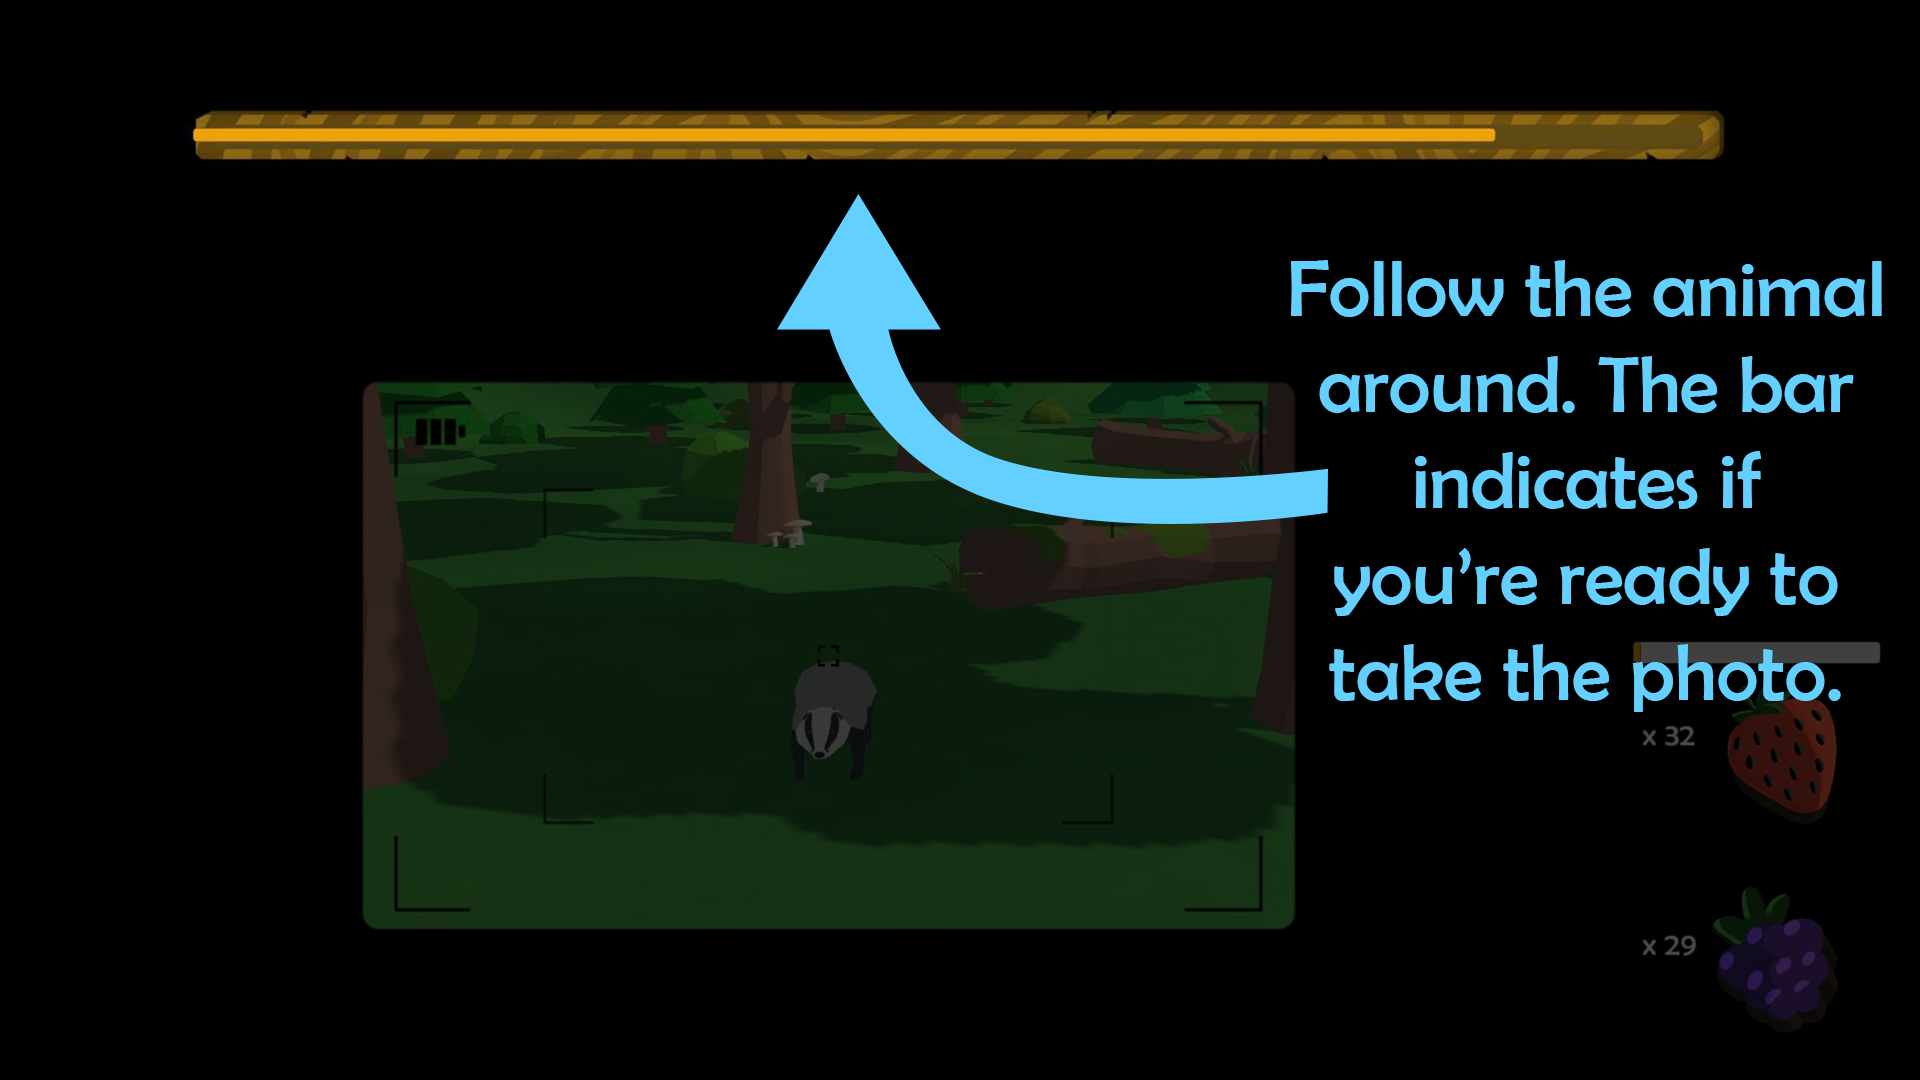 Follow the animal
around. The bar
indicates if
you’re ready to
take the photo.
x 32
x 29